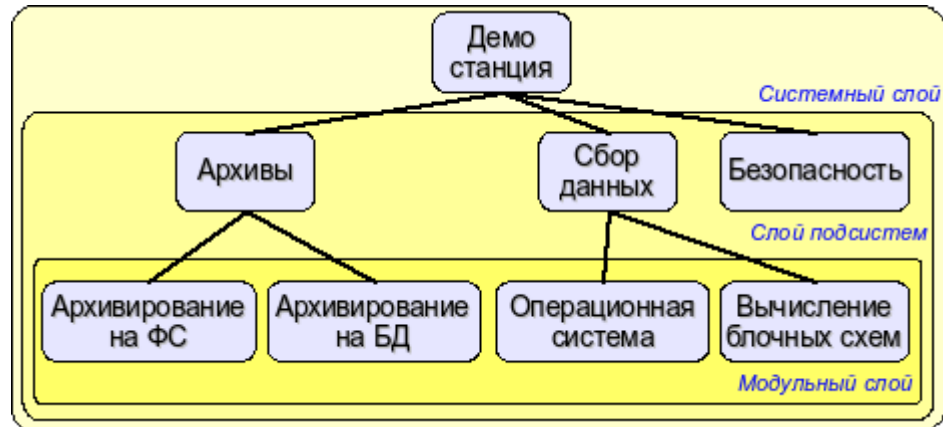 Демо
станция
Системный слой
Архивы
Сбор
данных
Безопасность
Слой подсистем
Архивирование
на ФС
Архивирование
на БД
Операционная
система
Вычисление
блочных схем
Модульный слой